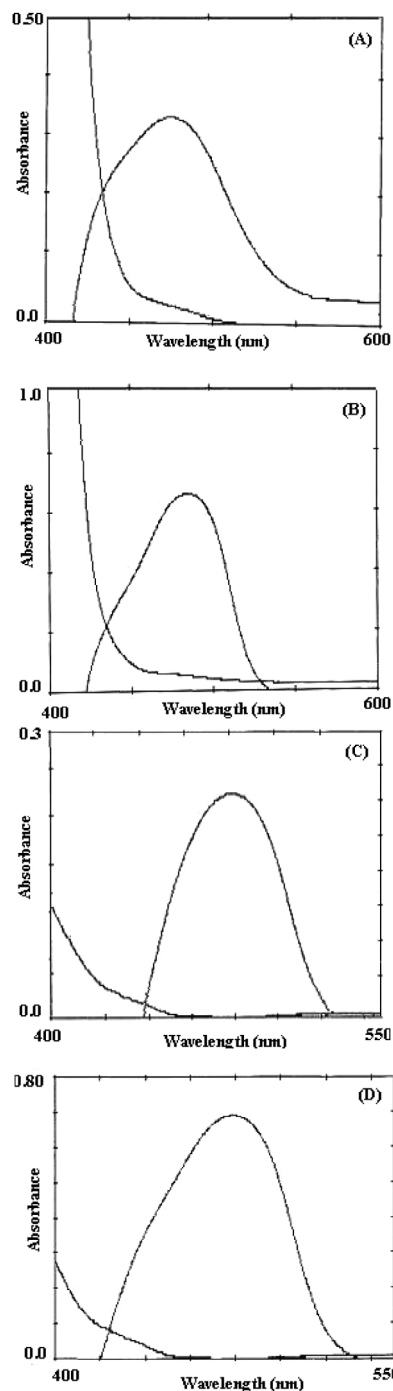 0.50
(A)
Absorbance
0.0
400
Wavelength (nm)
600
1.0
(B)
Absorbance
0.0
400
600
Wavelength (nm)
0.3
(C)
Absorbance
0.0
400
550
Wavelength (nm)
0.80
(D)
Absorbance
0.0
400
550
Wavelength (nm)